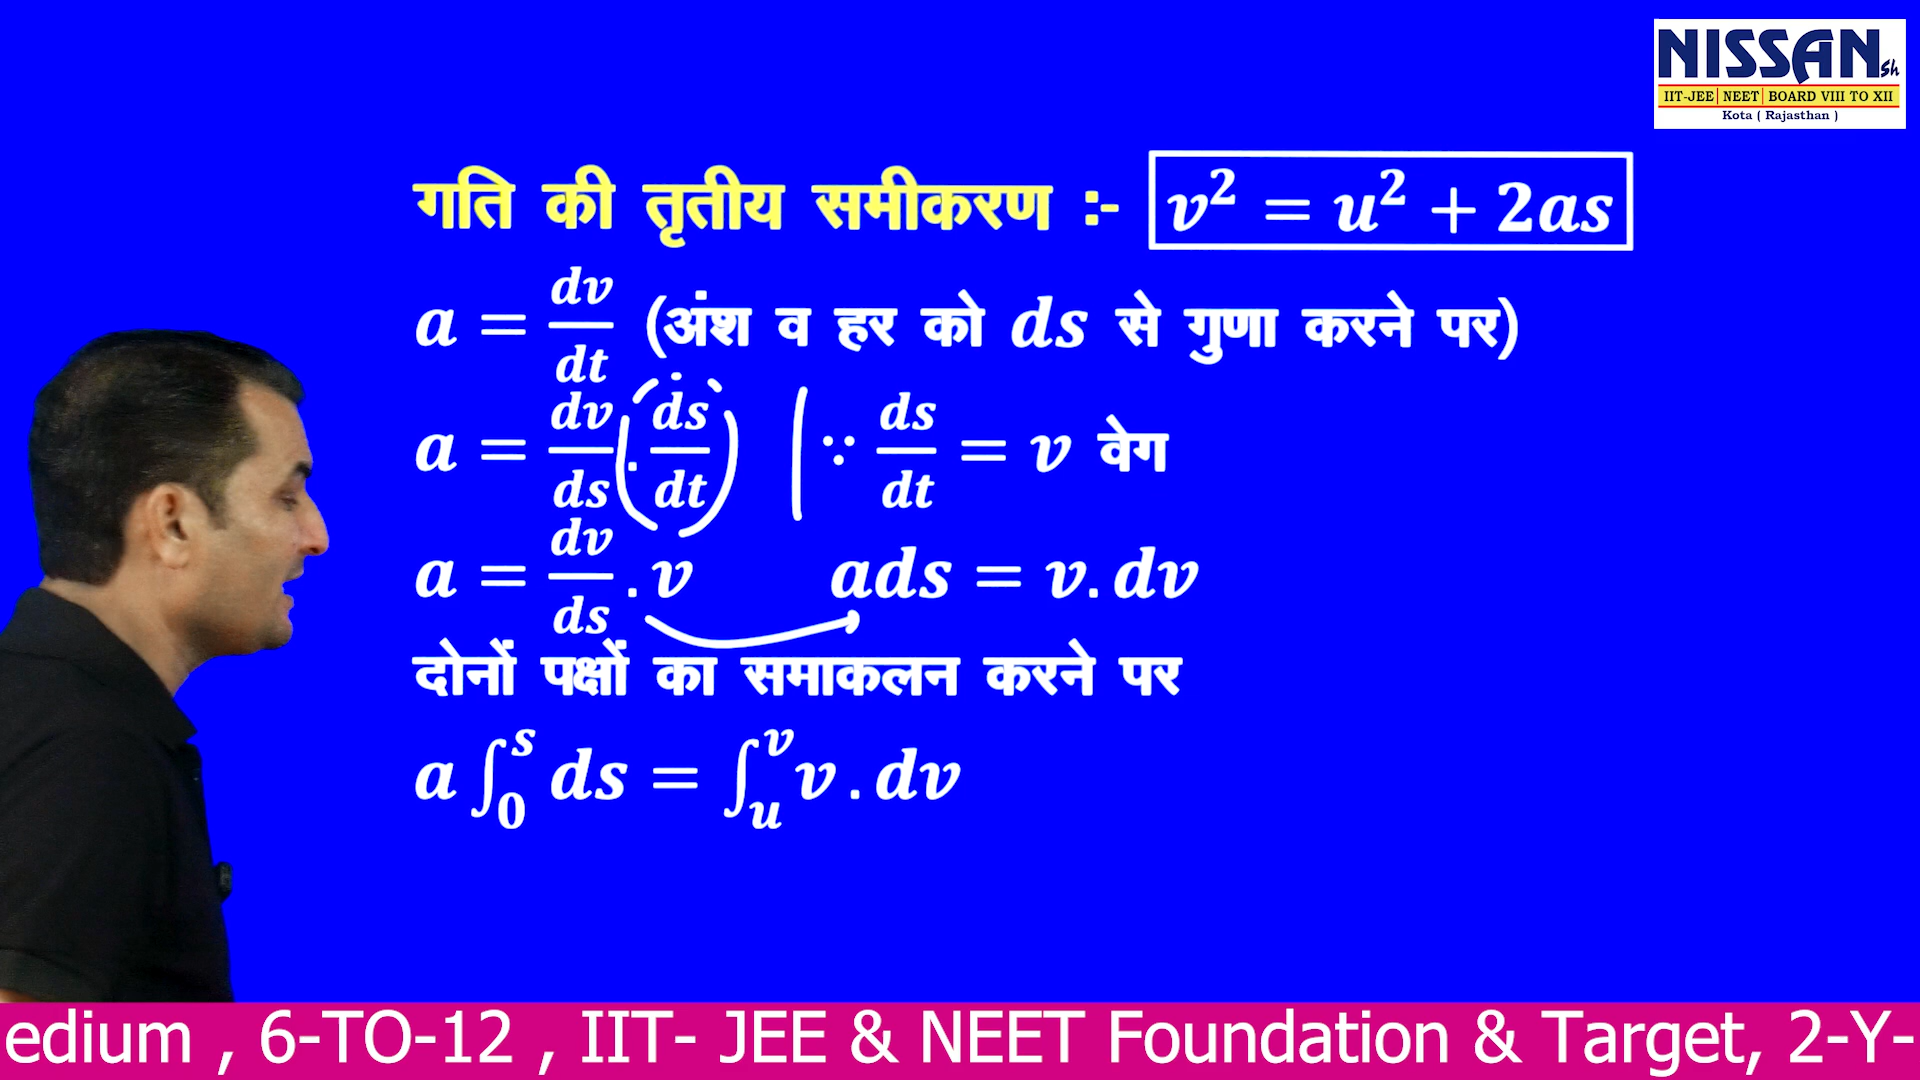 NISSAN Sh
IIT-JEE | NEET | BOARD VIII TO XII
Kota ( Rajasthan )
गति की तृतीय समीकरण :- v² = u² + 2as
a = dv/dt (अंश व हर को ds से गुणा करने पर)
a = dv/ds . (ds/dt) | ∵ ds/dt = v वेग
a = dv/ds . v ads = v. dv
दोनों पक्षों का समाकलन करने पर
a ∫₀ˢ ds = ∫ᵤᵛ v . dv
edium , 6-TO-12 , IIT- JEE & NEET Foundation & Target, 2-Y-